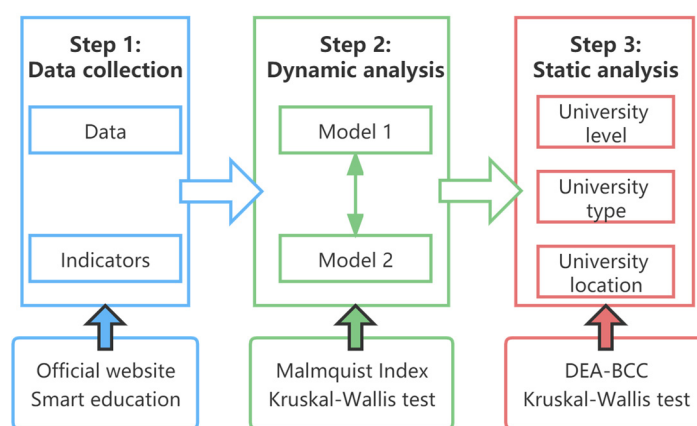 Step 1:
Data collection
Data
Indicators
Official website
Smart education
Step 2:
Dynamic analysis
Model 1
Model 2
Malmquist Index
Kruskal-Wallis test
Step 3:
Static analysis
University
level
University
type
University
location
DEA-BCC
Kruskal-Wallis test